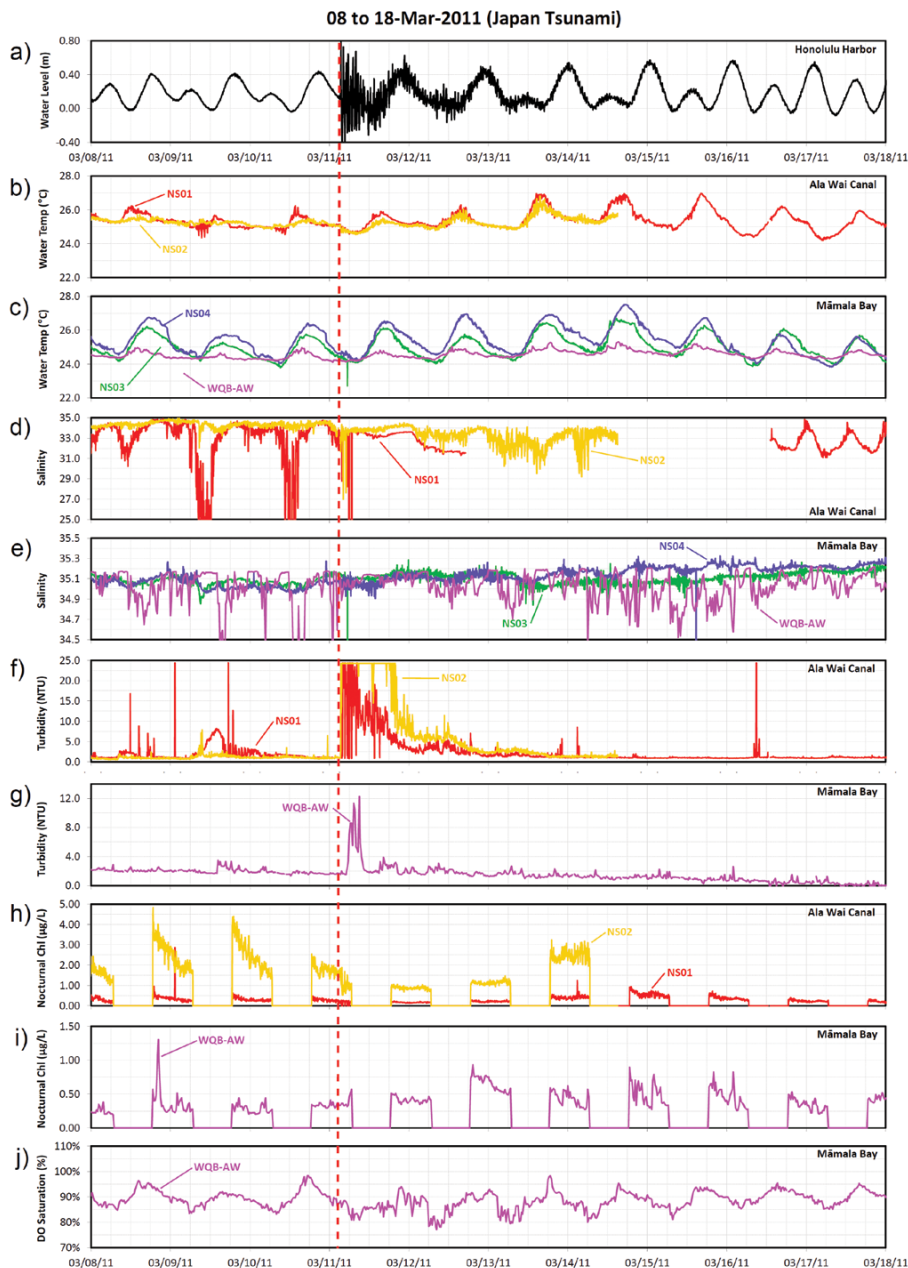 08 to 18-Mar-2011 (Japan Tsunami)
a)
Water Level (m)
0.80
0.40
0.00
-0.40
Honolulu Harbor
03/08/11 03/09/11 03/10/11 03/11/11 03/12/11 03/13/11 03/14/11 03/15/11 03/16/11 03/17/11 03/18/11
b)
Water Temp (°C)
28.0
26.0
24.0
22.0
NS01
NS02
Ala Wai Canal
c)
Water Temp (°C)
28.0
26.0
24.0
22.0
NS04
NS03
WQB-AW
Māmala Bay
d)
Salinity
35.0
33.0
31.0
29.0
27.0
25.0
NS01
NS02
Ala Wai Canal
e)
Salinity
35.5
35.3
35.1
34.9
34.7
34.5
Māmala Bay
NS04
NS03
WQB-AW
f)
Turbidity (NTU)
25.0
20.0
15.0
10.0
5.0
0.0
NS01
NS02
Ala Wai Canal
g)
Turbidity (NTU)
12.0
8.0
4.0
0.0
WQB-AW
Māmala Bay
h)
Nocturnal Chl (µg/L)
5.00
4.00
3.00
2.00
1.00
0.00
Ala Wai Canal
NS02
NS01
i)
Nocturnal Chl (µg/L)
1.50
1.00
0.50
0.00
WQB-AW
Māmala Bay
j)
DO Saturation (%)
110%
100%
90%
80%
70%
WQB-AW
Māmala Bay
03/08/11 03/09/11 03/10/11 03/11/11 03/12/11 03/13/11 03/14/11 03/15/11 03/16/11 03/17/11 03/18/11